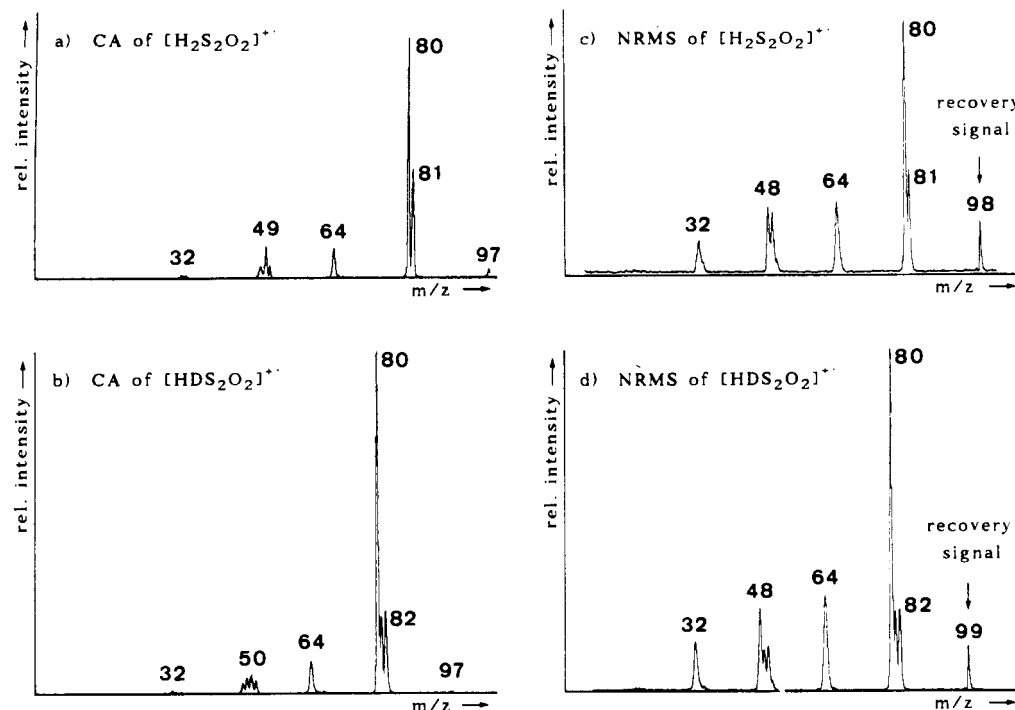 a) CA of [H₂S₂O₂]⁺·
80
81
49
64
32
97
rel. intensity
m/z
c) NRMS of [H₂S₂O₂]⁺·
80
recovery
signal
81
98
48
64
32
rel. intensity
m/z
b) CA of [HDS₂O₂]⁺·
80
82
50
64
32
97
rel. intensity
m/z
d) NRMS of [HDS₂O₂]⁺·
80
recovery
signal
82
99
48
64
32
rel. intensity
m/z